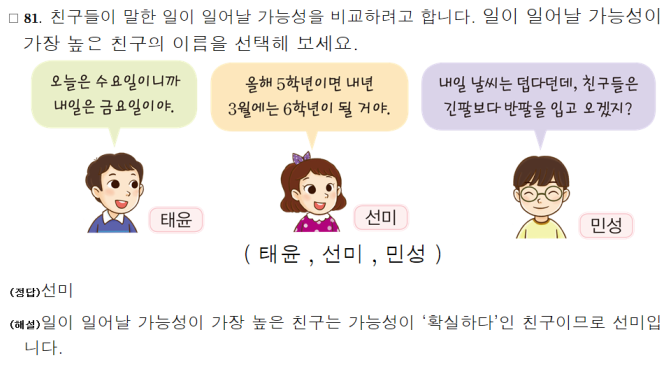 □ 81. 친구들이 말한 일이 일어날 가능성을 비교하려고 합니다. 일이 일어날 가능성이
가장 높은 친구의 이름을 선택해 보세요.
오늘은 수요일이니까
내일은 금요일이야.
태윤
올해 5학년이면 내년
3월에는 6학년이 될 거야.
선미
내일 날씨는 덥다던데, 친구들은
긴팔보다 반팔을 입고 오겠지?
민성
( 태윤 , 선미 , 민성 )
(정답)선미
(해설)일이 일어날 가능성이 가장 높은 친구는 가능성이 ‘확실하다’인 친구이므로 선미입
니다.